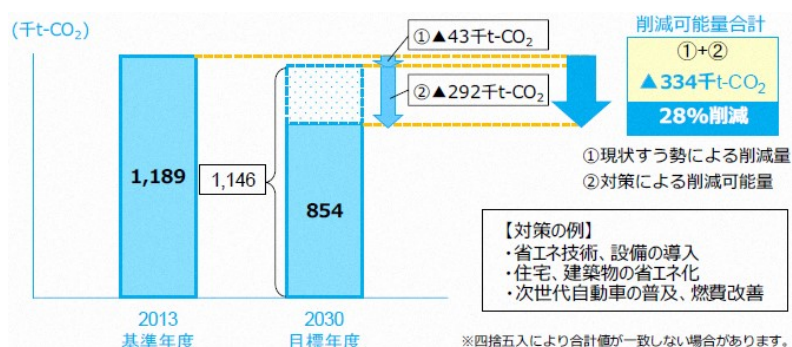 (千t-CO₂)
①▲43千t-CO₂
②▲292千t-CO₂
削減可能量合計
①+②
▲334千t-CO₂
28%削減
①現状すう勢による削減量
②対策による削減可能量
1,189
1,146
854
【対策の例】
・省エネ技術、設備の導入
・住宅、建築物の省エネ化
・次世代自動車の普及、燃費改善
2013
基準年度
2030
目標年度
※四捨五入により合計値が一致しない場合があります。